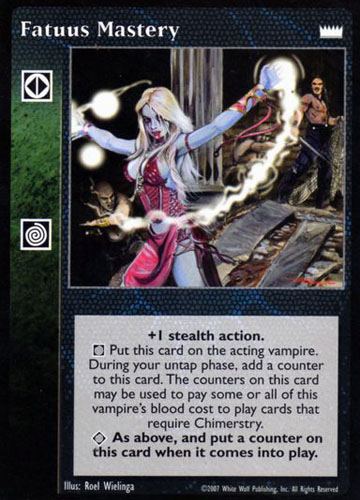 Fatuus Mastery
+1 stealth action.
Put this card on the acting vampire.
During your untap phase, add a counter
to this card. The counters on this card
may be used to pay some or all of this
vampire's blood cost to play cards that
require Chimerstry.
As above, and put a counter on
this card when it comes into play.
Illus: Roel Wielinga
©2007 White Wolf Publishing, Inc. All Rights Reserved.